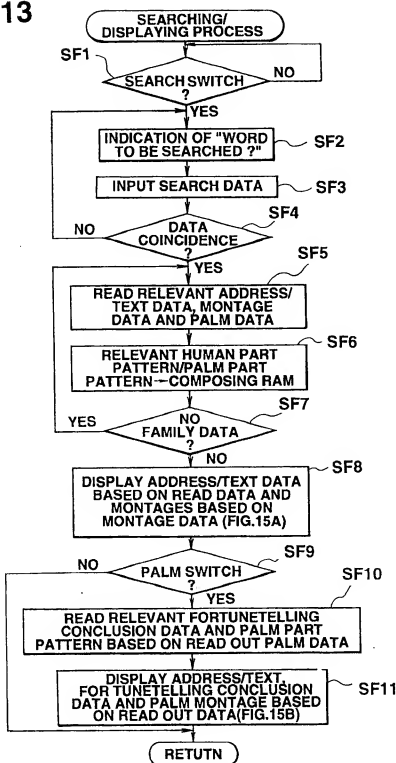 13
SEARCHING/
DISPLAYING PROCESS
SF1
SEARCH SWITCH
?
NO
YES
INDICATION OF "WORD
TO BE SEARCHED ?"
SF2
INPUT SEARCH DATA
SF3
SF4
NO
DATA
COINCIDENCE
?
YES
SF5
READ RELEVANT ADDRESS/
TEXT DATA, MONTAGE
DATA AND PALM DATA
SF6
RELEVANT HUMAN PART
PATTERN/PALM PART
PATTERN→COMPOSING RAM
SF7
YES
NO
FAMILY DATA
?
NO
SF8
DISPLAY ADDRESS/TEXT DATA
BASED ON READ DATA AND
MONTAGES BASED ON
MONTAGE DATA (FIG.15A)
SF9
NO
PALM SWITCH
?
YES
SF10
READ RELEVANT FORTUNETELLING
CONCLUSION DATA AND PALM PART
PATTERN BASED ON READ OUT PALM DATA
SF11
DISPLAY ADDRESS/TEXT,
FOR TUNETELLING CONCLUSION
DATA AND PALM MONTAGE BASED
ON READ OUT DATA(FIG.15B)
RETUTN